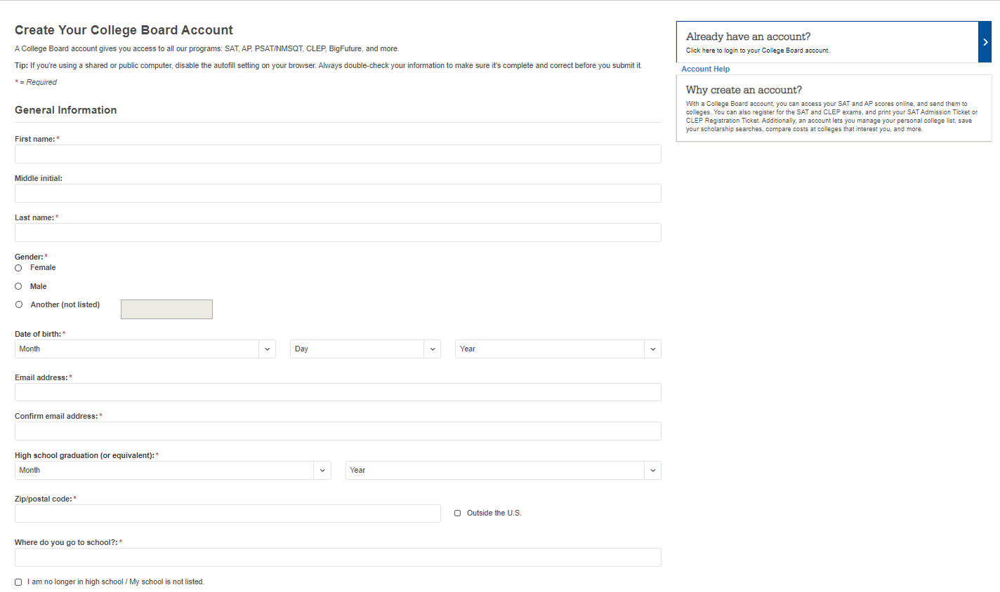 Create Your College Board Account
A College Board account gives you access to all our programs: SAT, AP, PSAT/NMSQT, CLEP, BigFuture, and more.
Tip: If you're using a shared or public computer, disable the autofill setting on your browser. Always double-check your information to make sure it's complete and correct before you submit it.
* = Required
General Information
First name: *
Middle initial:
Last name: *
Gender: *
Female
Male
Another (not listed)
Date of birth: *
Month Day Year
Email address: *
Confirm email address: *
High school graduation (or equivalent): *
Month Year
Zip/postal code: *
Outside the U.S.
Where do you go to school?: *
I am no longer in high school / My school is not listed.
Already have an account?
Click here to login to your College Board account.
Account Help
Why create an account?
With a College Board account, you can access your SAT and AP scores online, and send them to
colleges. You can also register for the SAT and CLEP exams, and print your SAT Admission Ticket or
CLEP Registration Ticket. Additionally, an account lets you manage your personal college list, save
your scholarship searches, compare costs at colleges that interest you, and more.